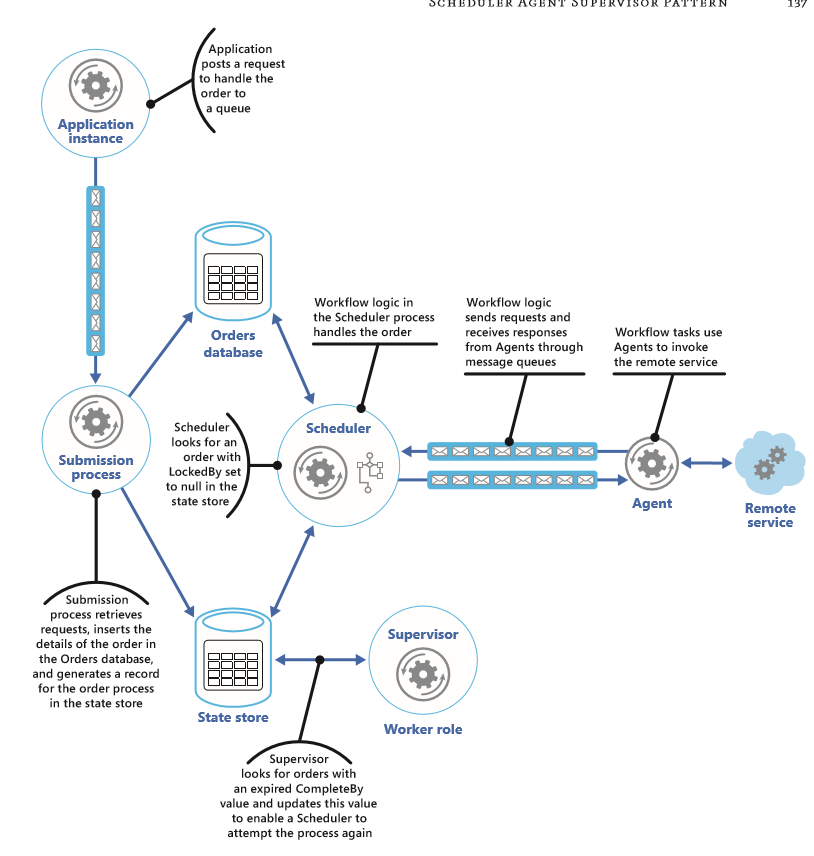 SCHEDULER AGENT SUPERVISOR PATTERN 137
Application
posts a request
to handle the
order to
a queue
Application
instance
Orders
database
Workflow logic in
the Scheduler process
handles the order
Workflow logic
sends requests and
receives responses
from Agents through
message queues
Workflow tasks use
Agents to invoke
the remote service
Submission
process
Scheduler
looks for an
order with
LockedBy set
to null in the
state store
Scheduler
Agent
Remote
service
Submission
process retrieves
requests, inserts the
details of the order in
the Orders database,
and generates a record
for the order process
in the state store
State store
Supervisor
Worker role
Supervisor
looks for orders with
an expired CompleteBy
value and updates this value
to enable a Scheduler to
attempt the process again